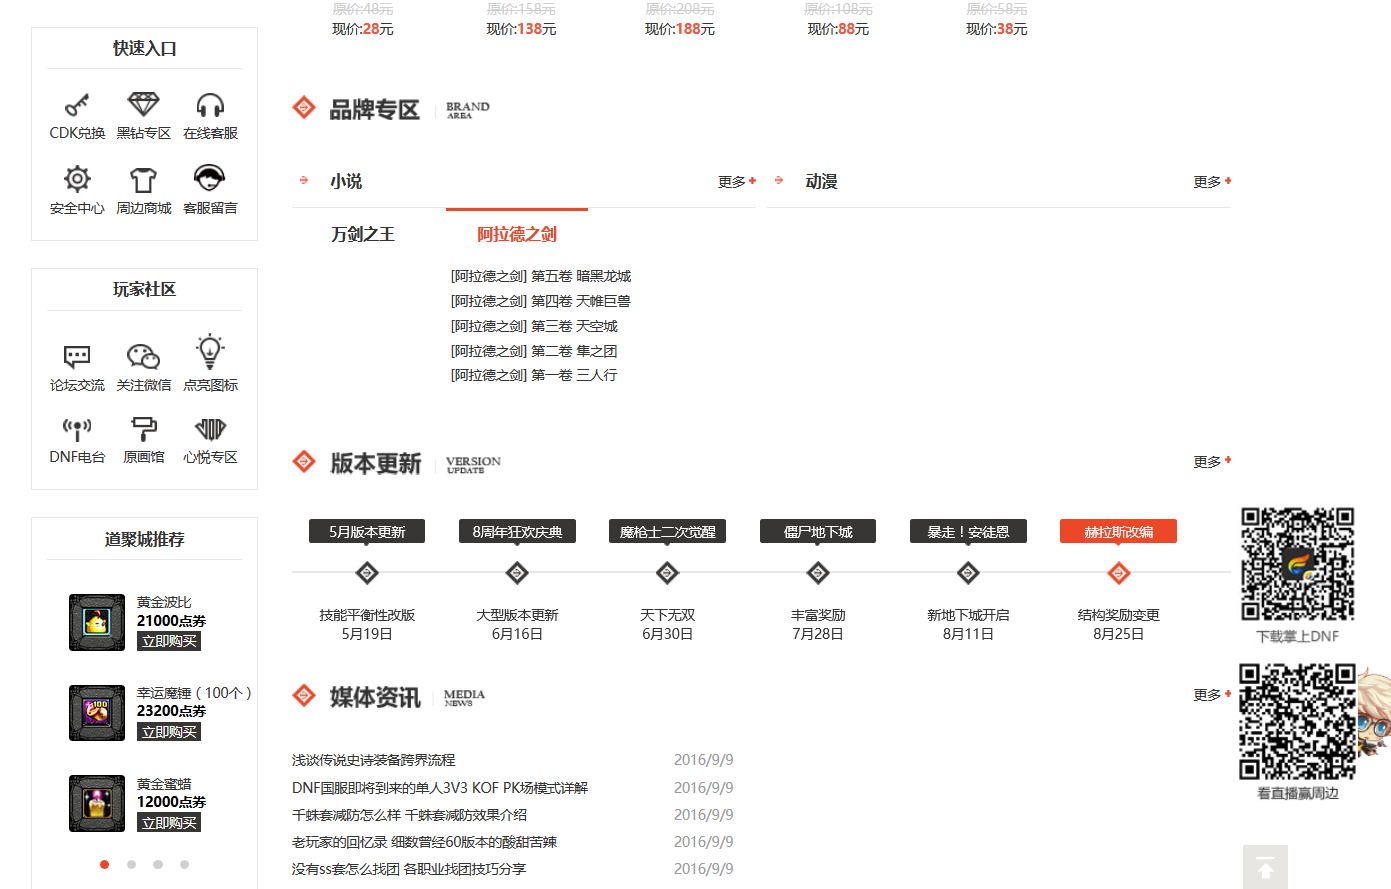 原价:48元
原价:158元
原价:208元
原价:108元
原价:58元
现价:28元
现价:138元
现价:188元
现价:88元
现价:38元
快速入口
CDK兑换
黑钻专区
在线客服
安全中心
周边商城
客服留言
玩家社区
论坛交流
关注微信
点亮图标
DNF电台
原画馆
心悦专区
道聚城推荐
黄金波比
21000点券
立即购买
幸运魔锤（100个）
23200点券
立即购买
黄金蜜蜡
12000点券
立即购买
品牌专区
BRAND
AREA
小说
更多
动漫
更多
万剑之王
阿拉德之剑
[阿拉德之剑] 第五卷 暗黑龙城
[阿拉德之剑] 第四卷 天帷巨兽
[阿拉德之剑] 第三卷 天空城
[阿拉德之剑] 第二卷 隼之团
[阿拉德之剑] 第一卷 三人行
版本更新
VERSION
UPDATE
更多
5月版本更新
8周年狂欢庆典
魔枪士二次觉醒
僵尸地下城
暴走！安徒恩
赫拉斯改编
技能平衡性改版
大型版本更新
天下无双
丰富奖励
新地下城开启
结构奖励变更
5月19日
6月16日
6月30日
7月28日
8月11日
8月25日
媒体资讯
MEDIA
NEWS
更多
浅谈传说史诗装备跨界流程 2016/9/9
DNF国服即将到来的单人3V3 KOF PK场模式详解 2016/9/9
千蛛套减防怎么样 千蛛套减防效果介绍 2016/9/9
老玩家的回忆录 细数曾经60版本的酸甜苦辣 2016/9/9
没有ss套怎么找团 各职业找团技巧分享 2016/9/9
下载掌上DNF
看直播赢周边